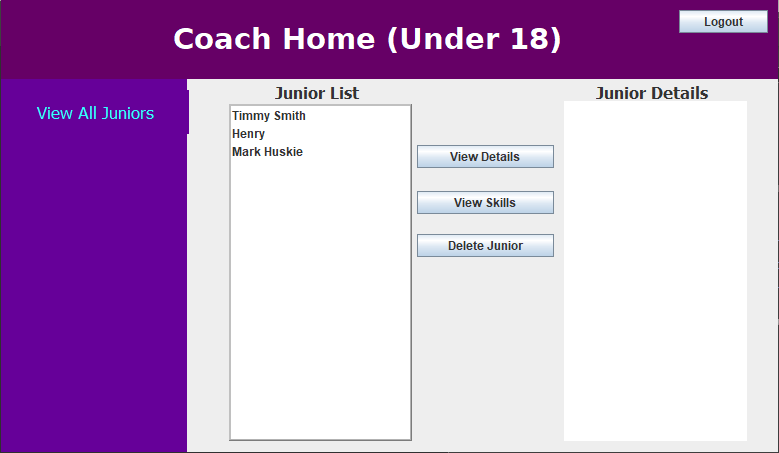 Coach Home (Under 18)
Logout
View All Juniors
Junior List
Timmy Smith
Henry
Mark Huskie
View Details
View Skills
Delete Junior
Junior Details